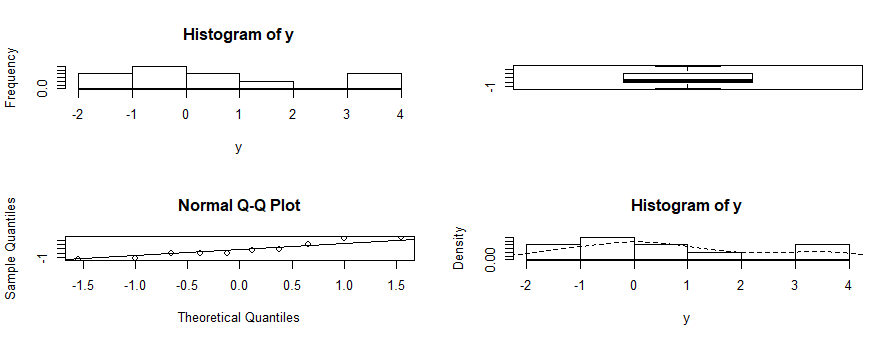 Histogram of y
Frequency
0.0
-2 -1 0 1 2 3 4
y
-1
Normal Q-Q Plot
Sample Quantiles
-1
-1.5 -1.0 -0.5 0.0 0.5 1.0 1.5
Theoretical Quantiles
Histogram of y
Density
0.00
-2 -1 0 1 2 3 4
y